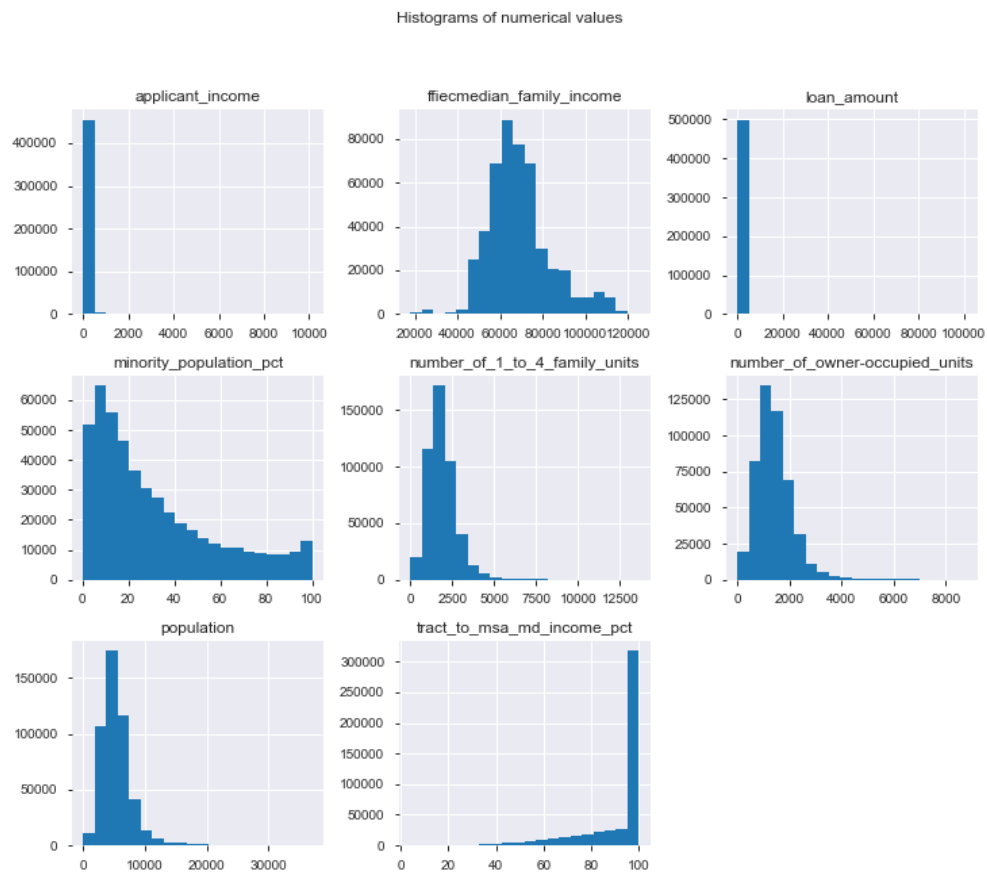 Histograms of numerical values
applicant_income
400000
300000
200000
100000
0
0 2000 4000 6000 8000 10000
ffiecmedian_family_income
80000
60000
40000
20000
0
20000 40000 60000 80000 100000 120000
loan_amount
500000
400000
300000
200000
100000
0
0 20000 40000 60000 80000 100000
minority_population_pct
60000
50000
40000
30000
20000
10000
0
0 20 40 60 80 100
number_of_1_to_4_family_units
150000
100000
50000
0
0 2500 5000 7500 10000 12500
number_of_owner-occupied_units
125000
100000
75000
50000
25000
0
0 2000 4000 6000 8000
population
150000
100000
50000
0
0 10000 20000 30000
tract_to_msa_md_income_pct
300000
250000
200000
150000
100000
50000
0
0 20 40 60 80 100